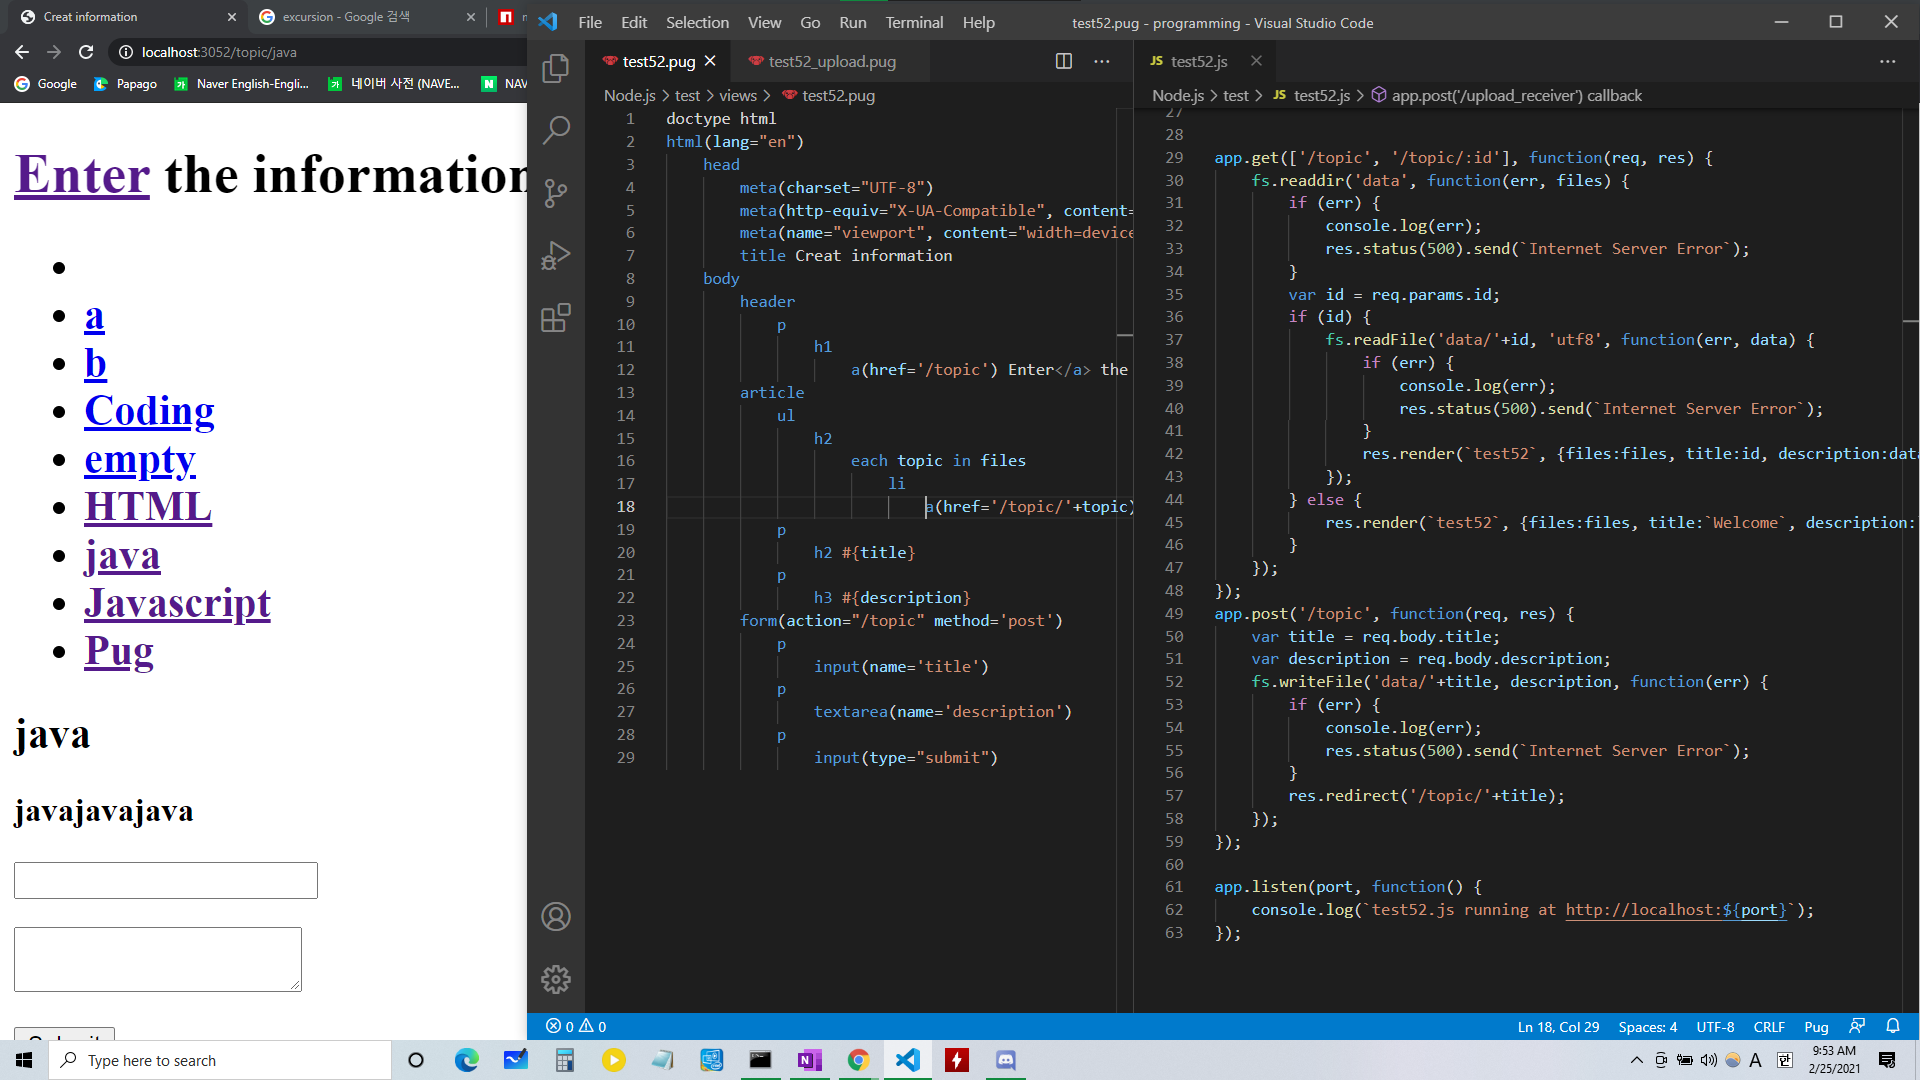 Creat information
excursion - Google 검색
localhost:3052/topic/java
Google
Papago
Naver English-Engli...
네이버 사전 (NAVE...
NAV
Enter the information
a
b
Coding
empty
HTML
java
Javascript
Pug
java
javajavajava
File Edit Selection View Go Run Terminal Help
test52.pug - programming - Visual Studio Code
test52.pug
test52_upload.pug
Node.js > test > views > test52.pug
1 doctype html
2 html(lang="en")
3 head
4 meta(charset="UTF-8")
5 meta(http-equiv="X-UA-Compatible", content=
6 meta(name="viewport", content="width=device
7 title Creat information
8 body
9 header
10 p
11 h1
12 a(href='/topic') Enter</a> the
13 article
14 ul
15 h2
16 each topic in files
17 li
18 a(href='/topic/'+topic)
19 p
20 h2 #{title}
21 p
22 h3 #{description}
23 form(action="/topic" method='post')
24 p
25 input(name='title')
26 p
27 textarea(name='description')
28 p
29 input(type="submit")
JS test52.js
Node.js > test > JS test52.js > app.post('/upload_receiver') callback
27
28
29 app.get(['/topic', '/topic/:id'], function(req, res) {
30 fs.readdir('data', function(err, files) {
31 if (err) {
32 console.log(err);
33 res.status(500).send(`Internet Server Error`);
34 }
35 var id = req.params.id;
36 if (id) {
37 fs.readFile('data/'+id, 'utf8', function(err, data) {
38 if (err) {
39 console.log(err);
40 res.status(500).send(`Internet Server Error`);
41 }
42 res.render(`test52`, {files:files, title:id, description:dat
43 });
44 } else {
45 res.render(`test52`, {files:files, title:`Welcome`, description:
46 }
47 });
48 });
49 app.post('/topic', function(req, res) {
50 var title = req.body.title;
51 var description = req.body.description;
52 fs.writeFile('data/'+title, description, function(err) {
53 if (err) {
54 console.log(err);
55 res.status(500).send(`Internet Server Error`);
56 }
57 res.redirect('/topic/'+title);
58 });
59 });
60
61 app.listen(port, function() {
62 console.log(`test52.js running at http://localhost:${port}`);
63 });
0 0
Ln 18, Col 29 Spaces: 4 UTF-8 CRLF Pug
Type here to search
A 한
9:53 AM
2/25/2021